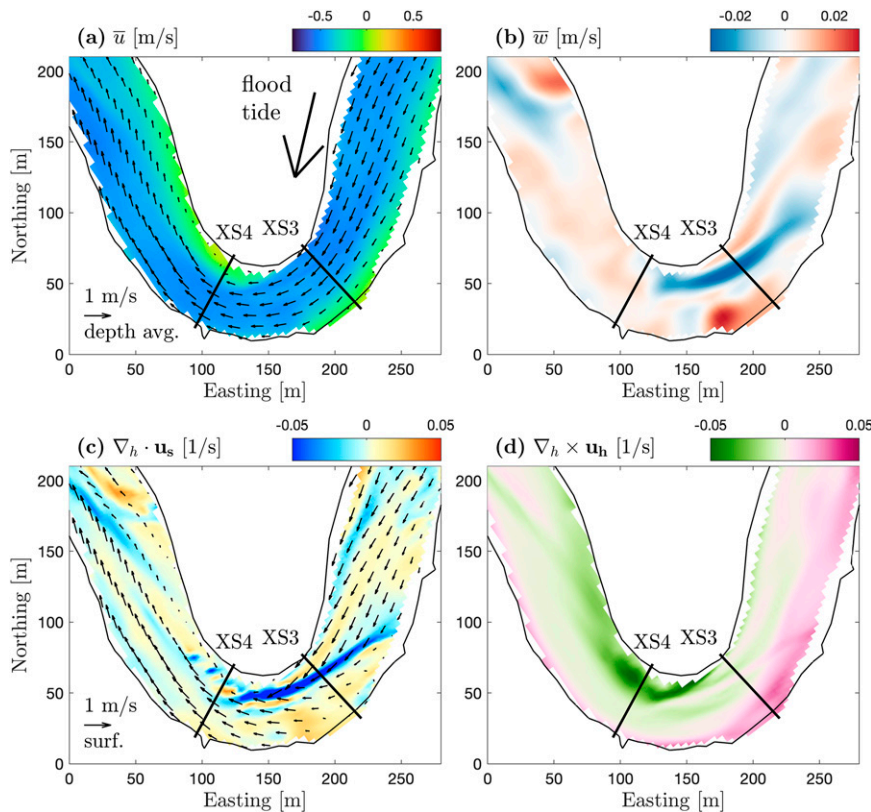 (a) u̅ [m/s]
-0.5 0 0.5
flood
tide
XS4
XS3
1 m/s
depth avg.
Northing [m]
200
150
100
50
0
0 50 100 150 200 250
Easting [m]
(b) w̅ [m/s]
-0.02 0 0.02
XS4
XS3
200
150
100
50
0
0 50 100 150 200 250
Easting [m]
(c) ∇h · us [1/s]
-0.05 0 0.05
XS4
XS3
1 m/s
surf.
Northing [m]
200
150
100
50
0
0 50 100 150 200 250
Easting [m]
(d) ∇h × uh [1/s]
-0.05 0 0.05
XS4
XS3
200
150
100
50
0
0 50 100 150 200 250
Easting [m]